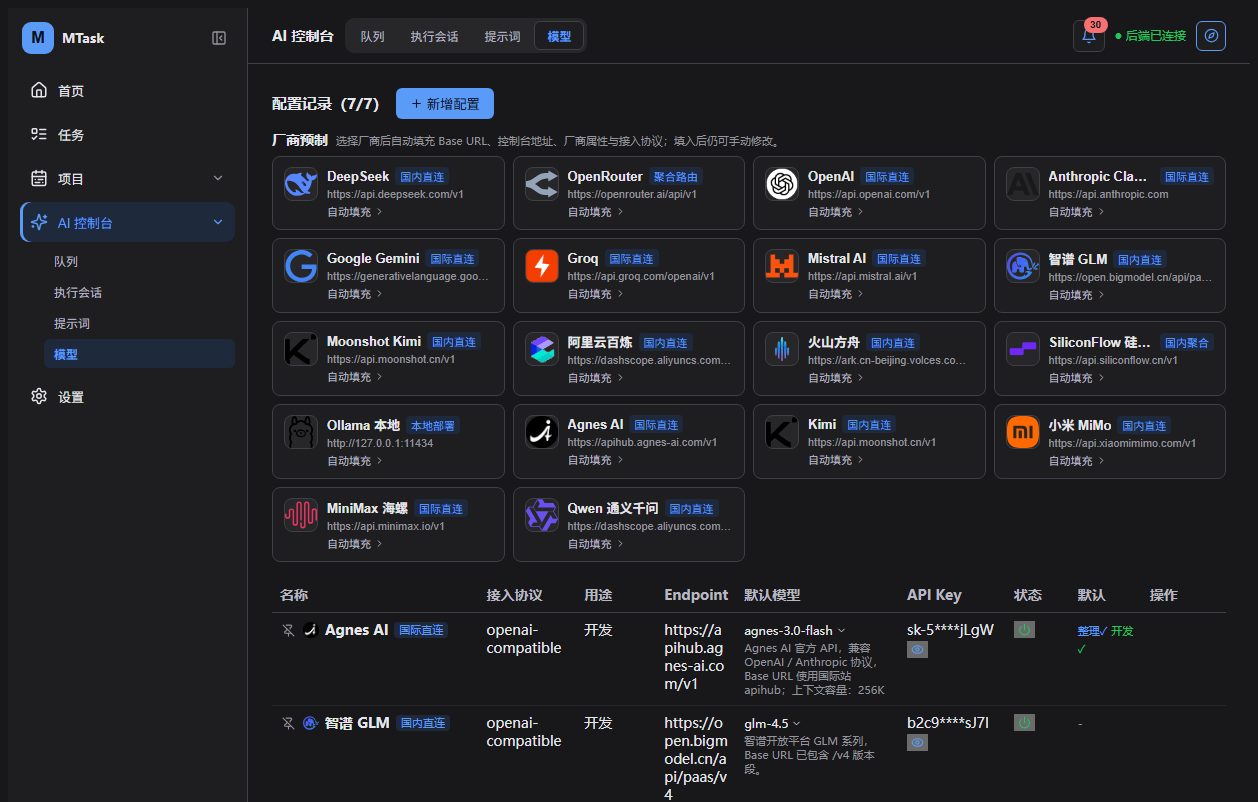 M MTask
首页
任务
项目
AI 控制台
队列
执行会话
提示词
模型
设置
AI 控制台 队列 执行会话 提示词 模型
30
后端已连接
配置记录 (7/7) + 新增配置
厂商预制 选择厂商后自动填充 Base URL、控制台地址、厂商属性与接入协议；填入后仍可手动修改。
DeepSeek 国内直连
https://api.deepseek.com/v1
自动填充
OpenRouter 聚合路由
https://openrouter.ai/api/v1
自动填充
OpenAI 国际直连
https://api.openai.com/v1
自动填充
Anthropic Cla... 国际直连
https://api.anthropic.com
自动填充
Google Gemini 国际直连
https://generativelanguage.goo...
自动填充
Groq 国际直连
https://api.groq.com/openai/v1
自动填充
Mistral AI 国际直连
https://api.mistral.ai/v1
自动填充
智谱 GLM 国内直连
https://open.bigmodel.cn/api/pa...
自动填充
Moonshot Kimi 国内直连
https://api.moonshot.cn/v1
自动填充
阿里云百炼 国内直连
https://dashscope.aliyuncs.com...
自动填充
火山方舟 国内直连
https://ark.cn-beijing.volces.co...
自动填充
SiliconFlow 硅... 国内聚合
https://api.siliconflow.cn/v1
自动填充
Ollama 本地 本地部署
http://127.0.0.1:11434
自动填充
Agnes AI 国际直连
https://apihub.agnes-ai.com/v1
自动填充
Kimi 国内直连
https://api.moonshot.cn/v1
自动填充
小米 MiMo 国内直连
https://api.xiaomimimo.com/v1
自动填充
MiniMax 海螺 国际直连
https://api.minimax.io/v1
自动填充
Qwen 通义千问 国内直连
https://dashscope.aliyuncs.com...
自动填充
名称 接入协议 用途 Endpoint 默认模型 API Key 状态 默认 操作
Agnes AI 国际直连
openai-
compatible
开发
https://a
pihub.ag
nes-ai.co
m/v1
agnes-3.0-flash
Agnes AI 官方 API，兼容
OpenAI / Anthropic 协议，
Base URL 使用国际站
apihub；上下文容量：256K
sk-5****jLgW
整理✓ 开发
✓
智谱 GLM 国内直连
openai-
compatible
开发
https://o
pen.bigm
odel.cn/a
pi/paas/v
4
glm-4.5
智谱开放平台 GLM 系列，
Base URL 已包含 /v4 版本
段。
b2c9****sJ7I
-